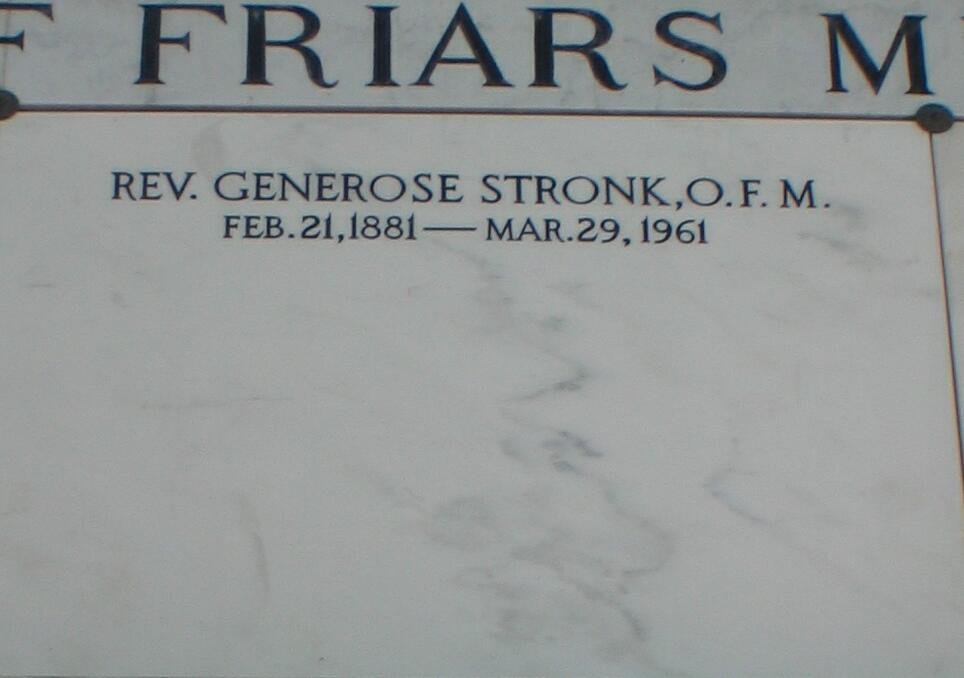 F FRIARS M
REV. GENEROSE STRONK,O.F.M.
FEB.21,1881—MAR.29,1961